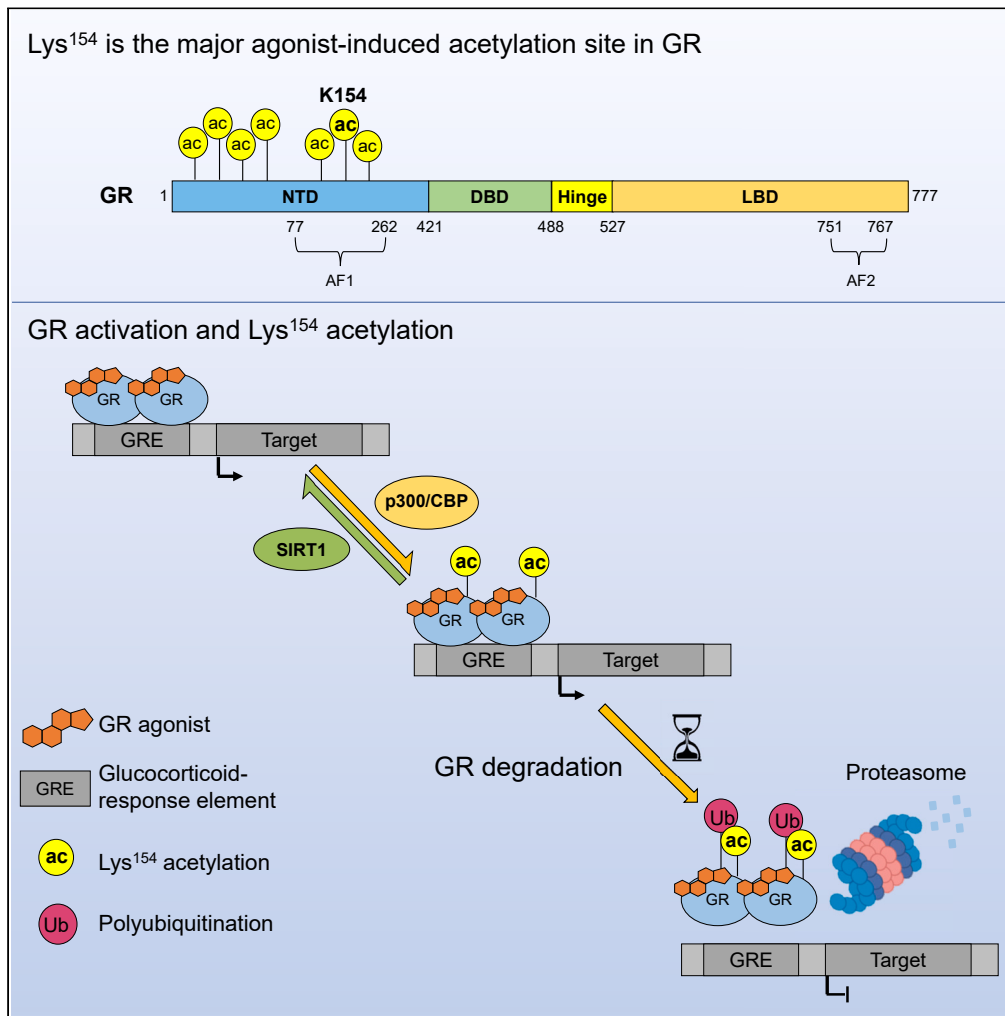 Lys154 is the major agonist-induced acetylation site in GR
K154
ac ac ac ac ac ac ac
GR 1 NTD DBD Hinge LBD 777
77 262 421 488 527 751 767
AF1 AF2
GR activation and Lys154 acetylation
GR GR
GRE Target
p300/CBP
SIRT1
ac ac
GR GR
GRE Target
GR agonist
GR degradation
Proteasome
GRE Glucocorticoid-
response element
Ub Ub
ac ac
ac Lys154 acetylation
GR GR
Ub Polyubiquitination
GRE Target